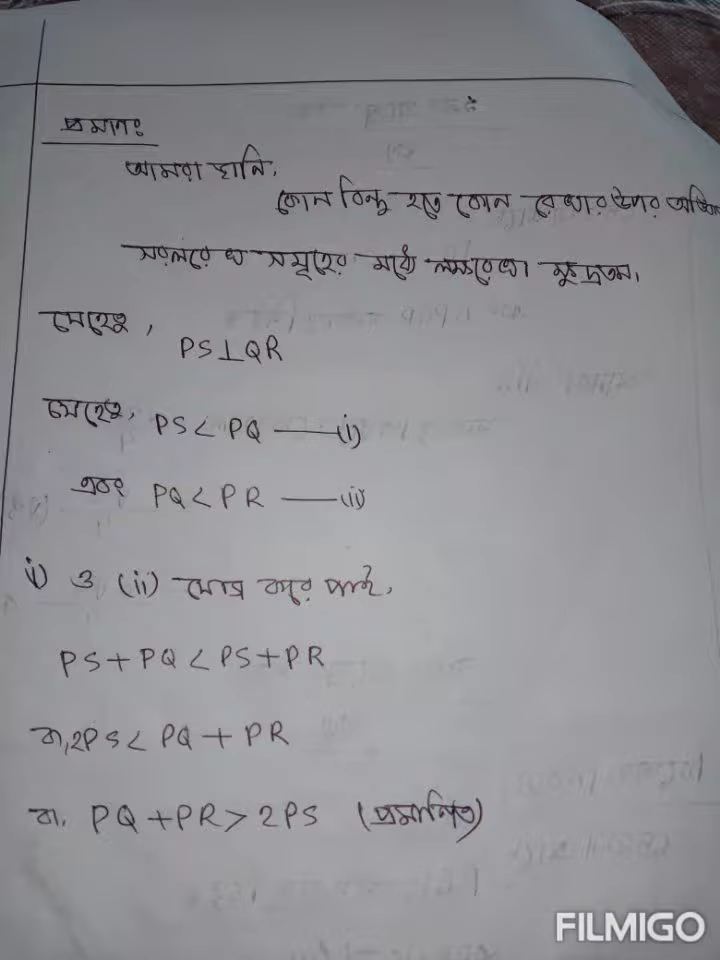 প্রমাণঃ
আমরা জানি,
কোন বিন্দু হতে কোন রেখার উপর
সরলরেখা সমূহের মধ্যে লম্বরেখা ক্ষুদ্রতম।
যেহেতু,
PS⊥QR
সেহেতু, PS < PQ —— (i)
এবং PQ < PR —— (ii)
i) ও (ii) যোগ করে পাই,
PS + PQ < PS + PR
বা, 2PS < PQ + PR
বা, PQ + PR > 2PS (প্রমাণিত)
FILMIGO